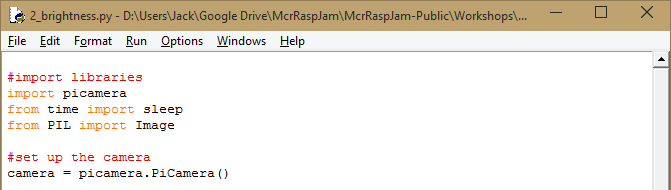 2_brightness.py - D:\Users\Jack\Google Drive\McrRaspJam\McrRaspJam-Public\Workshops\...
File Edit Format Run Options Windows Help
#import libraries
import picamera
from time import sleep
from PIL import Image
#set up the camera
camera = picamera.PiCamera()